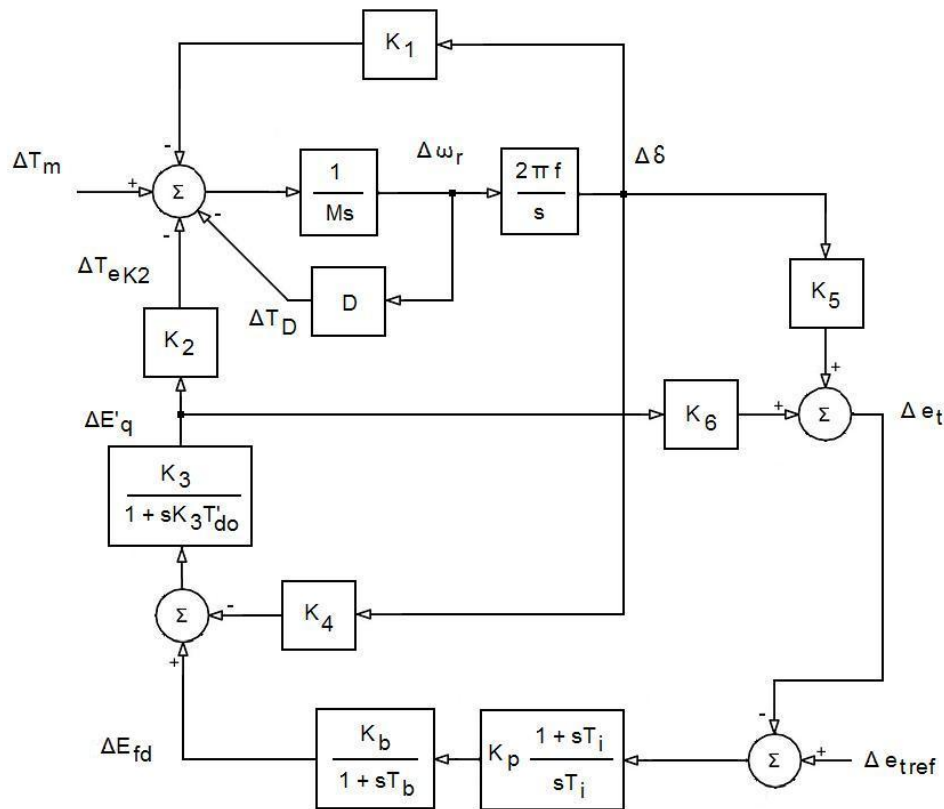 K1
-
ΔTm
+
Σ
-
-
1
Ms
Δωr
2πf
s
Δδ
ΔTeK2
ΔTD
D
K5
K2
+
ΔE'q
K6
+
Σ
Δet
K3
1 + sK3T'do
Σ
-
K4
+
ΔEfd
Kb
1 + sTb
Kp
1 + sTi
sTi
-
Σ
+
Δetref